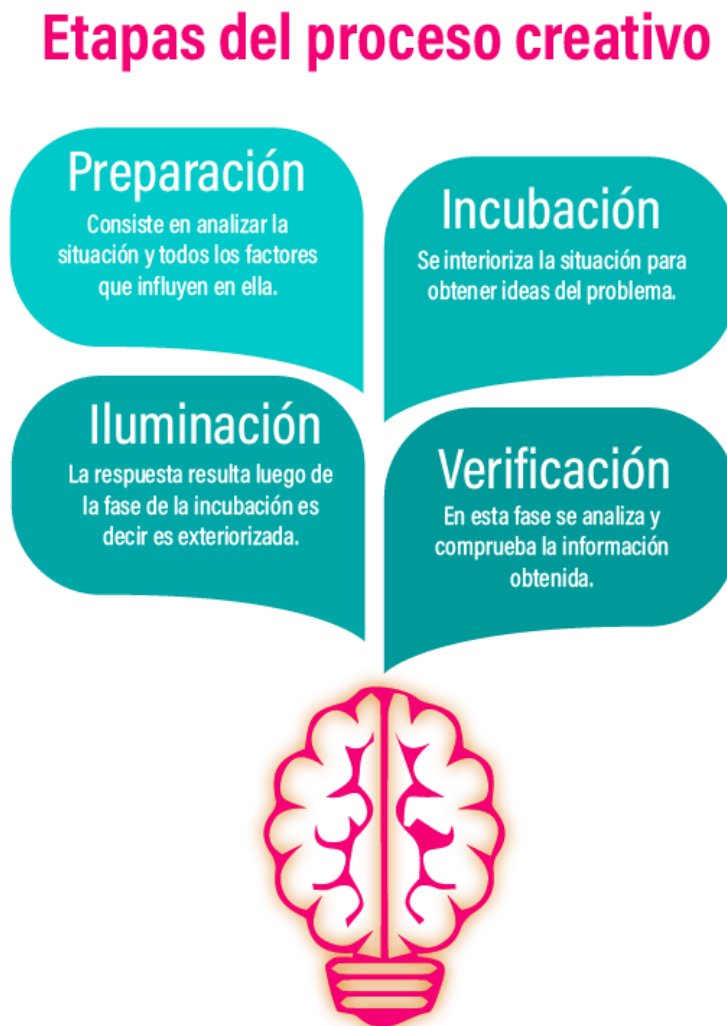 Etapas del proceso creativo
Preparación
Consiste en analizar la
situación y todos los factores
que influyen en ella.
Incubación
Se interioriza la situación para
obtener ideas del problema.
Iluminación
La respuesta resulta luego de
la fase de la incubación es
decir es exteriorizada.
Verificación
En esta fase se analiza y
comprueba la información
obtenida.